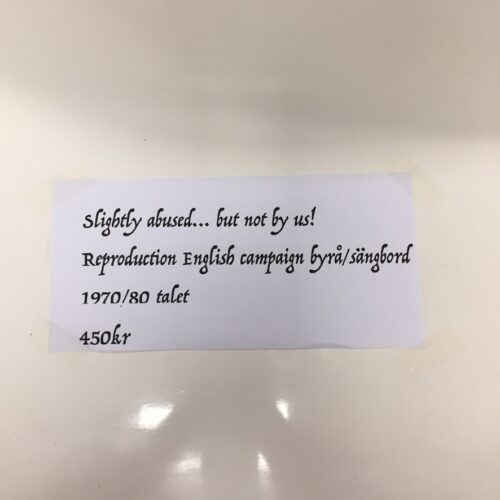 Slightly abused... but not by us!
Reproduction English campaign byrå/sängbord
1970/80 talet
450kr